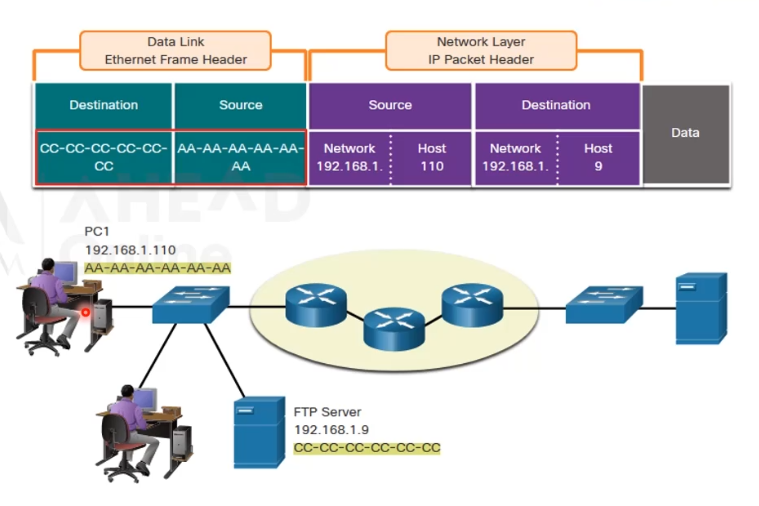 Data Link
Ethernet Frame Header
Network Layer
IP Packet Header
Destination
Source
Source
Destination
Data
CC-CC-CC-CC-CC-
CC
AA-AA-AA-AA-AA-
AA
Network
192.168.1.
Host
110
Network
192.168.1.
Host
9
AHEAD
Online
PC1
192.168.1.110
AA-AA-AA-AA-AA-AA
FTP Server
192.168.1.9
CC-CC-CC-CC-CC-CC